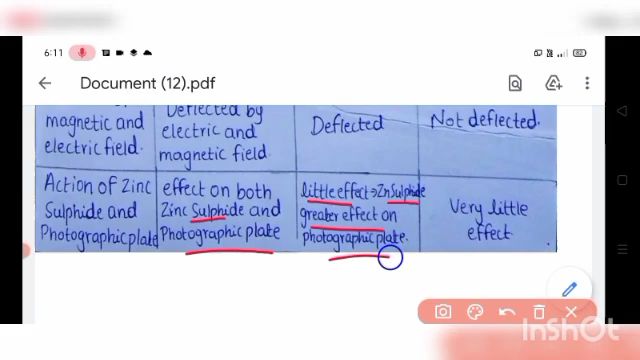 6:11
Document (12).pdf
magnetic and
electric field.
Deflected by
electric and
magnetic field.
Deflected
Not deflected.
Action of Zinc
Sulphide and
Photographic plate
effect on both
Zinc Sulphide and
Photographic plate
little effect → Zn Sulphide
greater effect on
photographic plate.
Very little
effect
InShOt